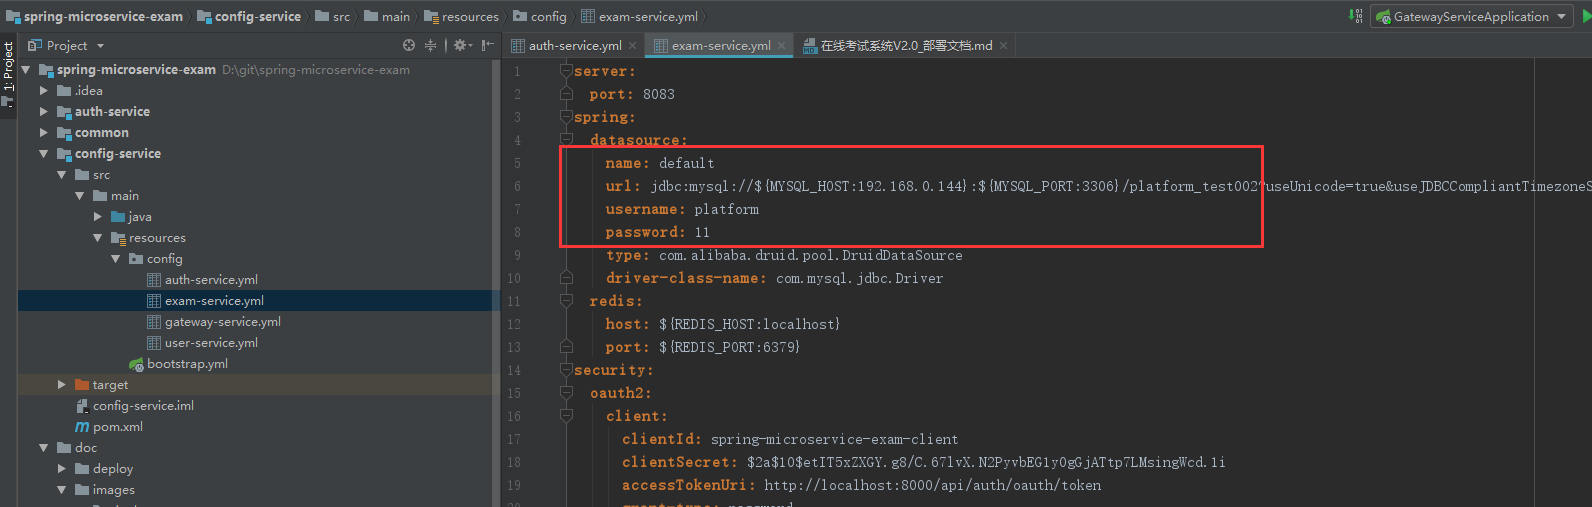 spring-microservice-exam config-service src main resources config exam-service.yml GatewayServiceApplication
1: Project
Project
auth-service.yml exam-service.yml 在线考试系统V2.0_部署文档.md
spring-microservice-exam D:\git\spring-microservice-exam
.idea
auth-service
common
config-service
src
main
java
resources
config
auth-service.yml
exam-service.yml
gateway-service.yml
user-service.yml
bootstrap.yml
target
config-service.iml
pom.xml
doc
deploy
images
1 server:
2 port: 8083
3 spring:
4 datasource:
5 name: default
6 url: jdbc:mysql://${MYSQL_HOST:192.168.0.144}:${MYSQL_PORT:3306}/platform_test002?useUnicode=true&useJDBCCompliantTimezoneS
7 username: platform
8 password: 11
9 type: com.alibaba.druid.pool.DruidDataSource
10 driver-class-name: com.mysql.jdbc.Driver
11 redis:
12 host: ${REDIS_HOST:localhost}
13 port: ${REDIS_PORT:6379}
14 security:
15 oauth2:
16 client:
17 clientId: spring-microservice-exam-client
18 clientSecret: $2a$10$etIT5xZXGY.g8/C.67lvX.N2PyvbEG1y0gGjATtp7LMsingWcd.1i
19 accessTokenUri: http://localhost:8000/api/auth/oauth/token